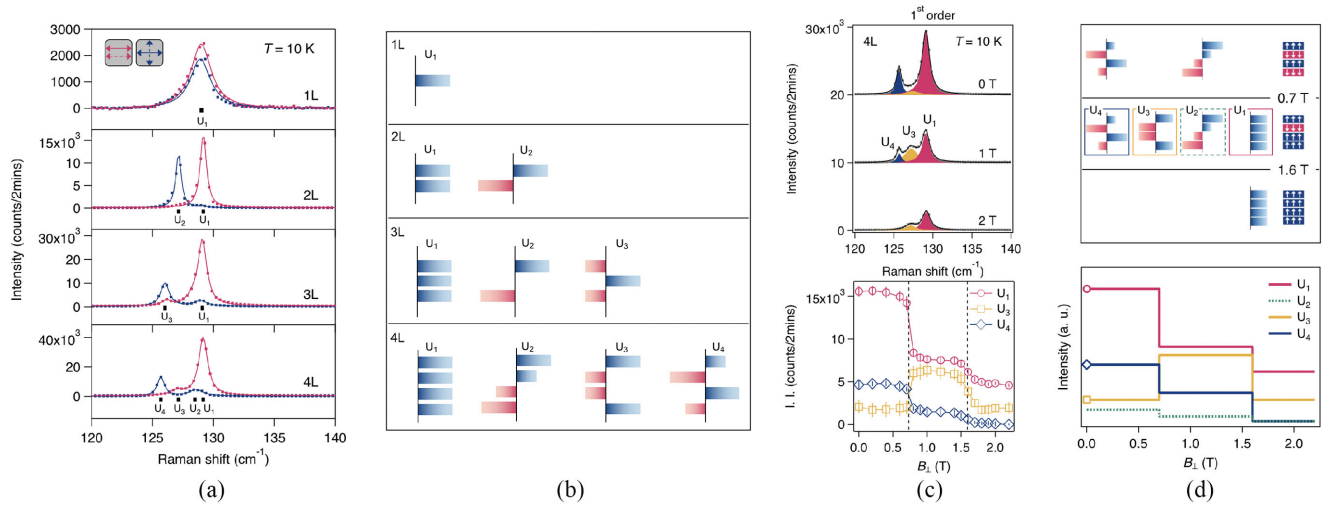 3000
2000
1000
0
T = 10 K
1L
U1
15x10³
10
5
0
2L
U2 U1
30x10³
20
10
0
3L
U3 U1
40x10³
20
0
4L
U4 U3 U2 U1
120 125 130 135 140
Raman shift (cm⁻¹)
Intensity (counts/2mins)
(a)
1L
U1
2L
U1 U2
3L
U1 U2 U3
4L
U1 U2 U3 U4
(b)
1ˢᵗ order
30x10³
20
10
0
4L
T = 10 K
0 T
U1
U3
U4
1 T
2 T
120 125 130 135 140
Raman shift (cm⁻¹)
Intensity (counts/2mins)
15x10³
10
5
0
U1
U3
U4
0.0 0.5 1.0 1.5 2.0
B⊥ (T)
I. I. (counts/2mins)
(c)
0.7 T
U4 U3 U2 U1
1.6 T
U1
U2
U3
U4
0.0 0.5 1.0 1.5 2.0
B⊥ (T)
Intensity (a. u.)
(d)